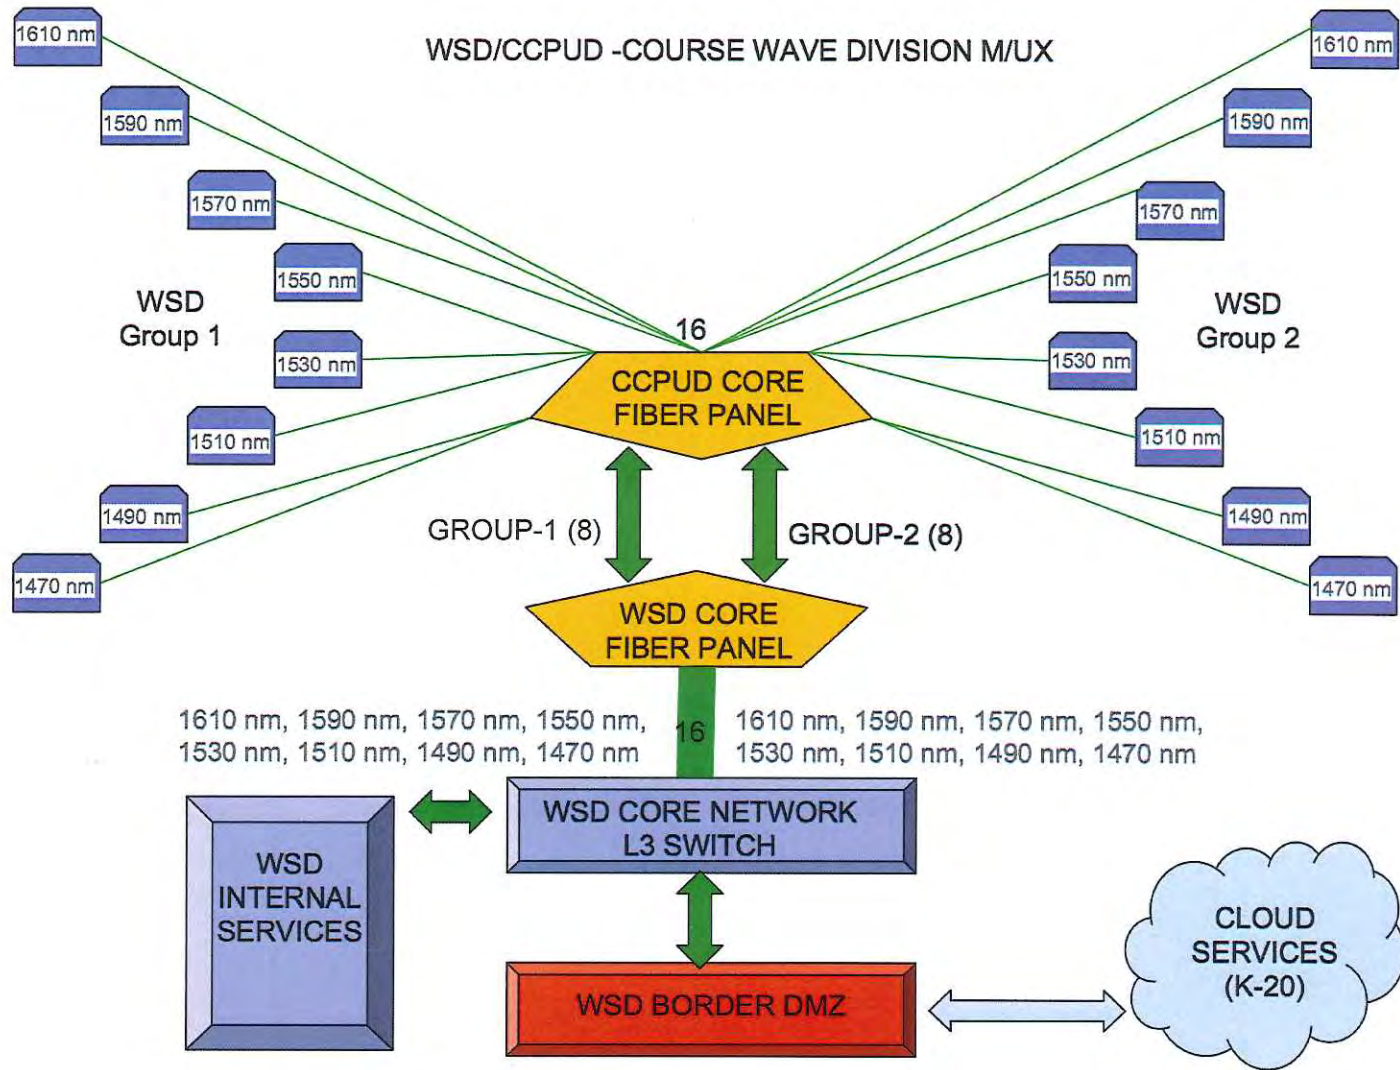 WSD/CCPUD -COURSE WAVE DIVISION M/UX
1610 nm
1590 nm
1570 nm
1550 nm
1530 nm
1510 nm
1490 nm
1470 nm
WSD
Group 1
1610 nm
1590 nm
1570 nm
1550 nm
1530 nm
1510 nm
1490 nm
1470 nm
WSD
Group 2
16
CCPUD CORE
FIBER PANEL
GROUP-1 (8)
GROUP-2 (8)
WSD CORE
FIBER PANEL
1610 nm, 1590 nm, 1570 nm, 1550 nm,
1530 nm, 1510 nm, 1490 nm, 1470 nm
16
1610 nm, 1590 nm, 1570 nm, 1550 nm,
1530 nm, 1510 nm, 1490 nm, 1470 nm
WSD CORE NETWORK
L3 SWITCH
WSD
INTERNAL
SERVICES
WSD BORDER DMZ
CLOUD
SERVICES
(K-20)